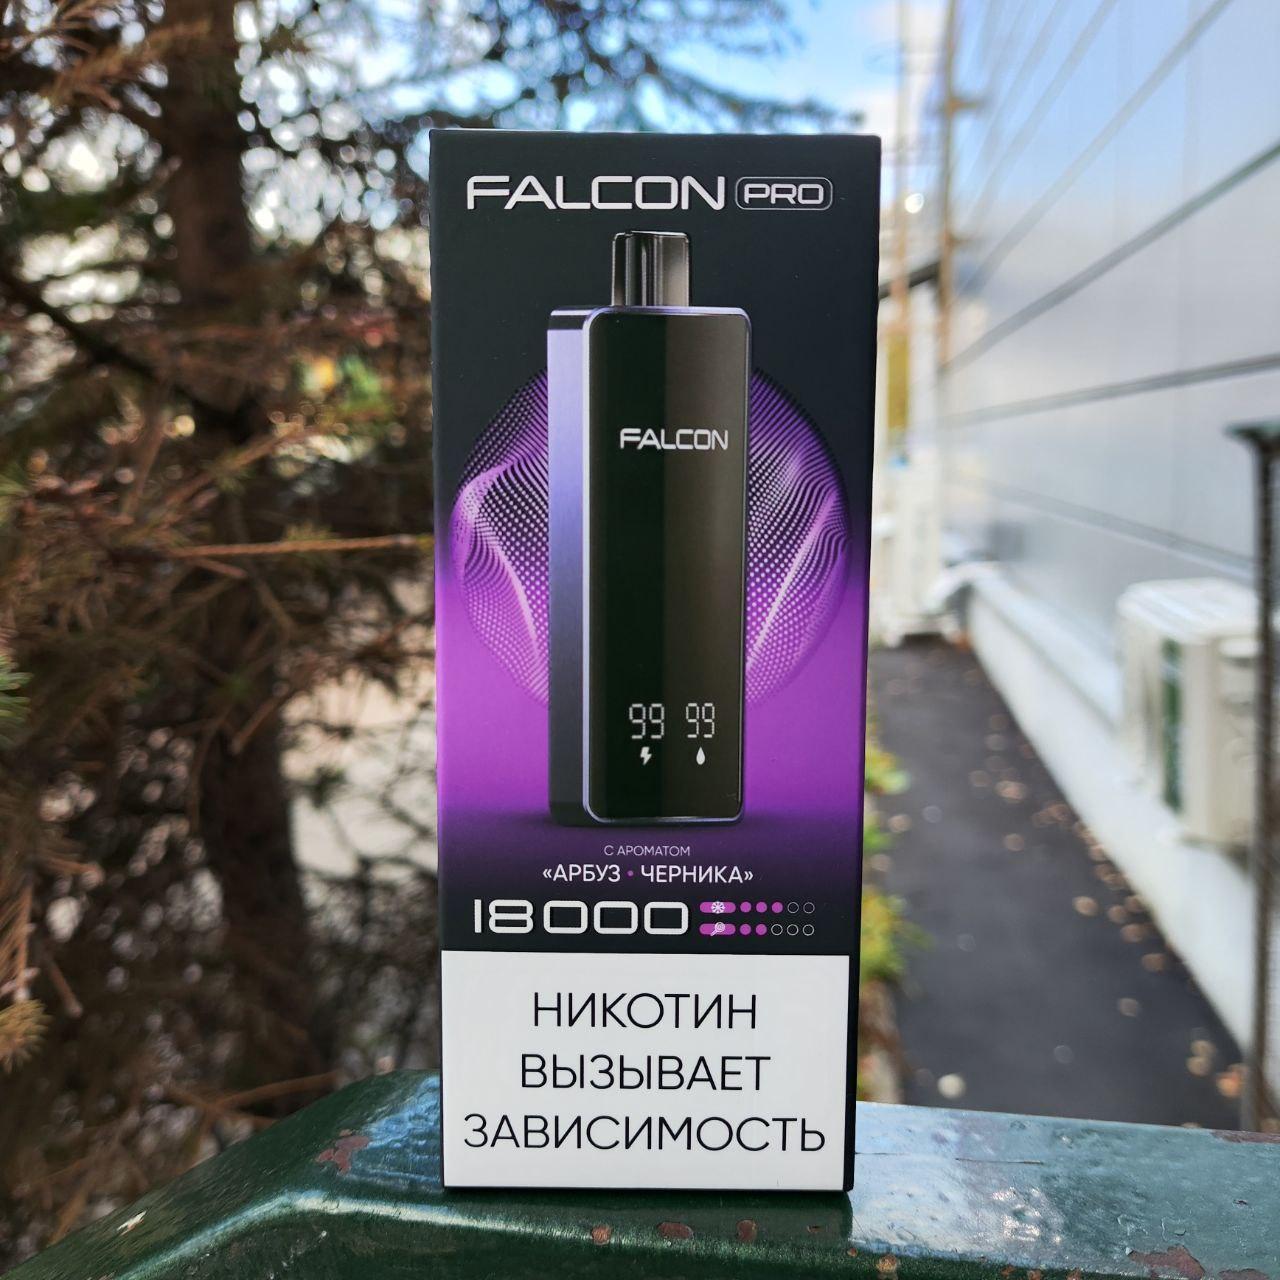 FALCON PRO
FALCON
99 99
С АРОМАТОМ
«АРБУЗ • ЧЕРНИКА»
18000
НИКОТИН
ВЫЗЫВАЕТ
ЗАВИСИМОСТЬ